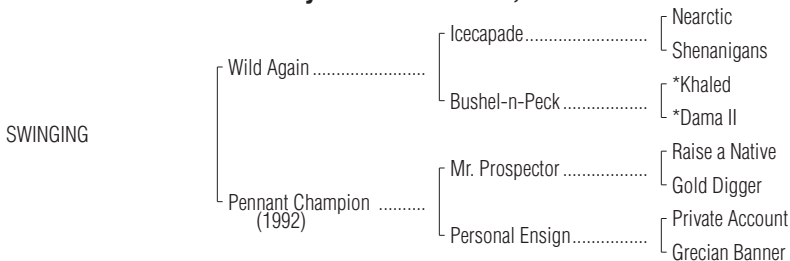 Nearctic
Icecapade..........................
Shenanigans
Wild Again ........................
*Khaled
Bushel-n-Peck ..................
*Dama II
SWINGING
Raise a Native
Mr. Prospector ..................
Gold Digger
Pennant Champion ..........
(1992)
Private Account
Personal Ensign................
Grecian Banner